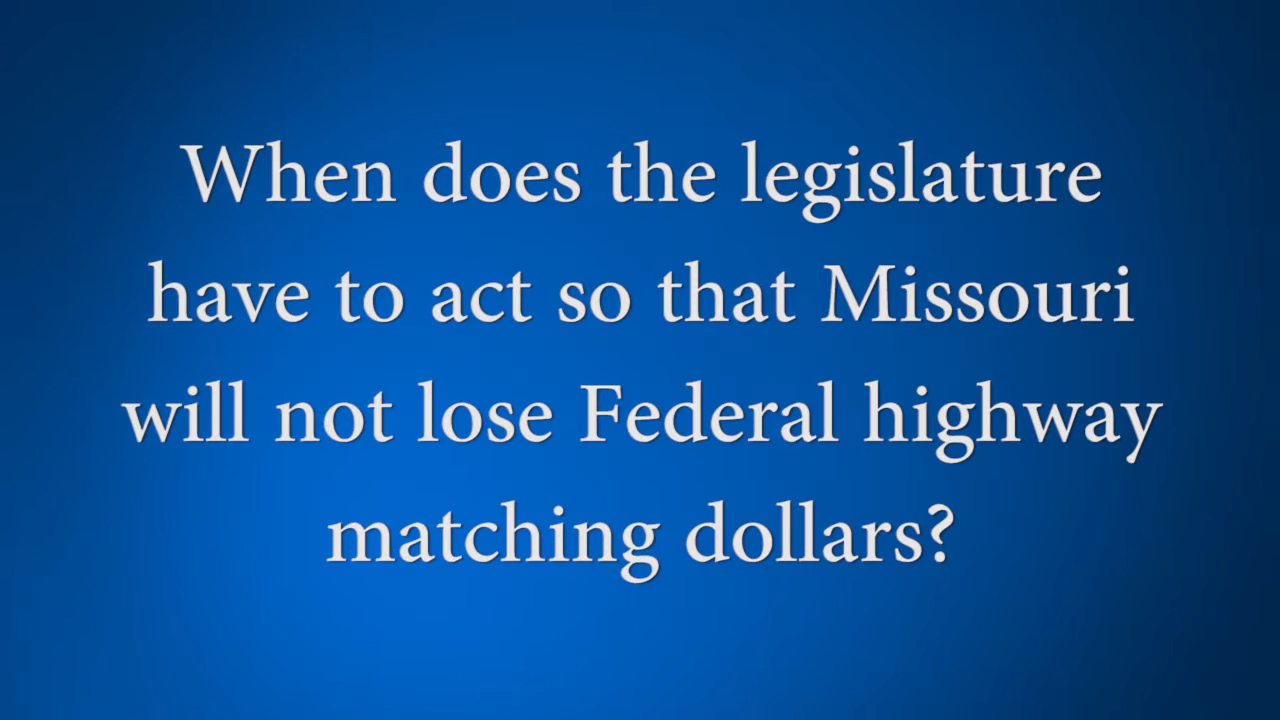 When does the legislature
have to act so that Missouri
will not lose Federal highway
matching dollars?